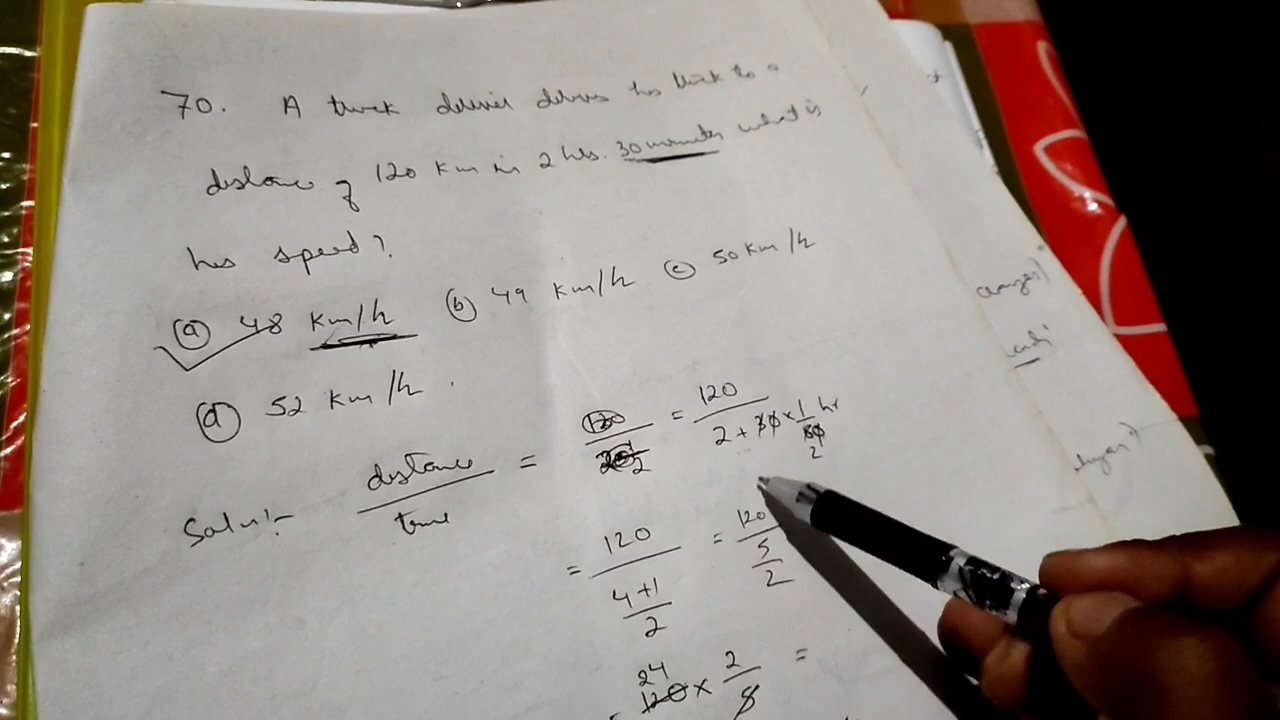 70. A truck driver drives his truck to a
distance of 120 Km in 2 hrs. 30 minutes what is
his speed?
(a) 48 Km/h (b) 49 Km/h (c) 50 Km/h
(d) 52 Km/h.
Solu:- distance/time = 120/2 = 120/(2 + 30 × 1/60 hr) 2
= 120/((4+1)/2) = 120/(5/2)
= 24 120 × 2/5 =